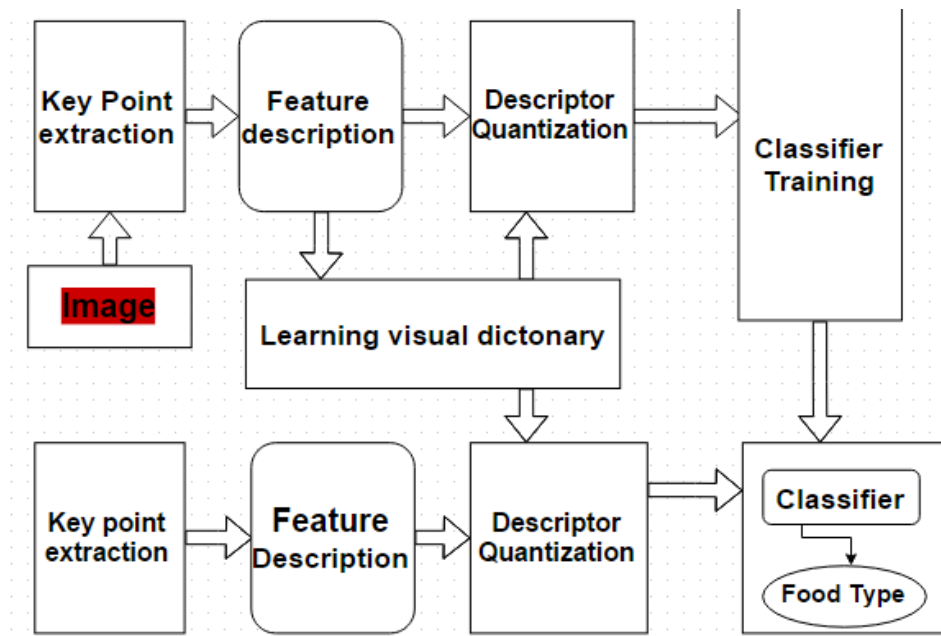 Key Point
extraction
Feature
description
Descriptor
Quantization
Classifier
Training
Image
Learning visual dictonary
Key point
extraction
Feature
Description
Descriptor
Quantization
Classifier
Food Type